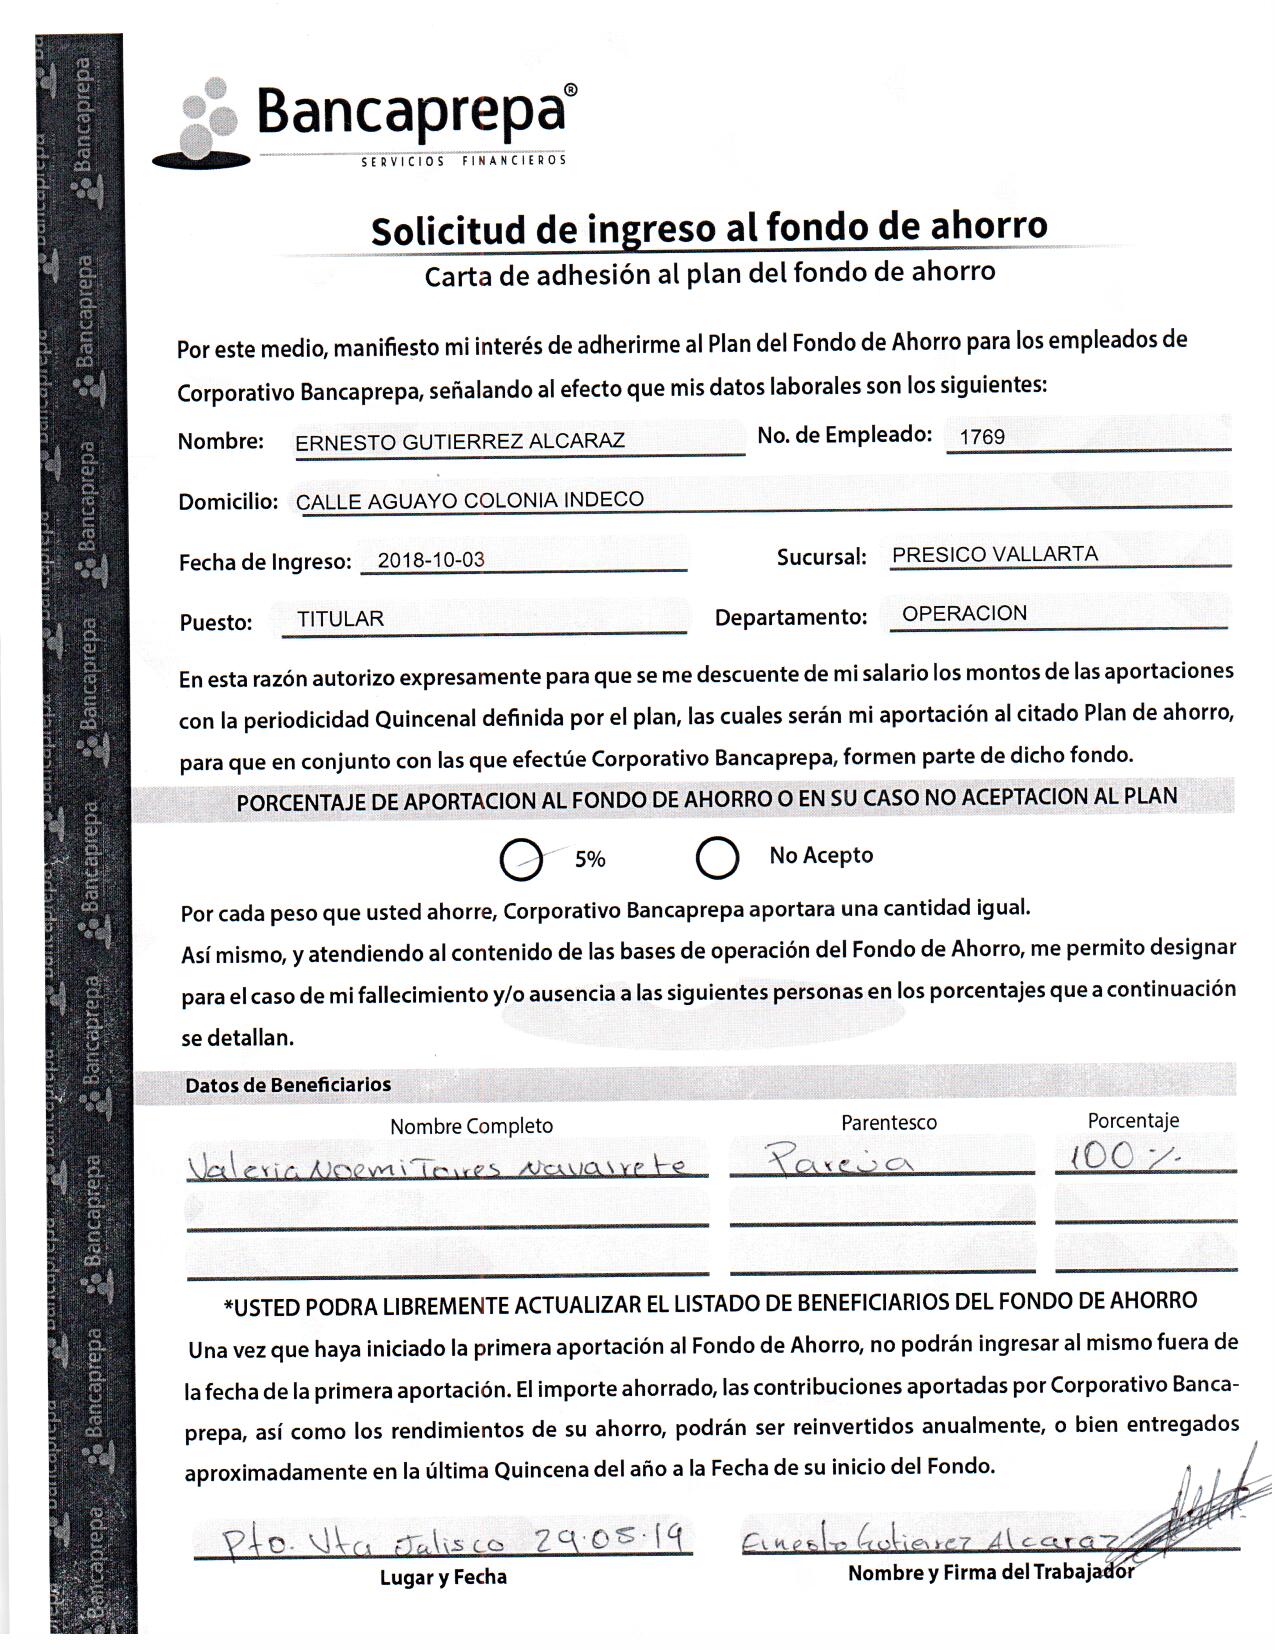 Bancaprepa®
SERVICIOS FINANCIEROS
Solicitud de ingreso al fondo de ahorro
Carta de adhesión al plan del fondo de ahorro
Por este medio, manifiesto mi interés de adherirme al Plan del Fondo de Ahorro para los empleados de
Corporativo Bancaprepa, señalando al efecto que mis datos laborales son los siguientes:
Nombre: ERNESTO GUTIERREZ ALCARAZ No. de Empleado: 1769
Domicilio: CALLE AGUAYO COLONIA INDECO
Fecha de Ingreso: 2018-10-03 Sucursal: PRESICO VALLARTA
Puesto: TITULAR Departamento: OPERACION
En esta razón autorizo expresamente para que se me descuente de mi salario los montos de las aportaciones
con la periodicidad Quincenal definida por el plan, las cuales serán mi aportación al citado Plan de ahorro,
para que en conjunto con las que efectúe Corporativo Bancaprepa, formen parte de dicho fondo.
PORCENTAJE DE APORTACION AL FONDO DE AHORRO O EN SU CASO NO ACEPTACION AL PLAN
5% No Acepto
Por cada peso que usted ahorre, Corporativo Bancaprepa aportara una cantidad igual.
Así mismo, y atendiendo al contenido de las bases de operación del Fondo de Ahorro, me permito designar
para el caso de mi fallecimiento y/o ausencia a las siguientes personas en los porcentajes que a continuación
se detallan.
Datos de Beneficiarios
Nombre Completo Parentesco Porcentaje
Valeria Noemi Torres Navarrete Pareja 100%
*USTED PODRA LIBREMENTE ACTUALIZAR EL LISTADO DE BENEFICIARIOS DEL FONDO DE AHORRO
Una vez que haya iniciado la primera aportación al Fondo de Ahorro, no podrán ingresar al mismo fuera de
la fecha de la primera aportación. El importe ahorrado, las contribuciones aportadas por Corporativo Banca-
prepa, así como los rendimientos de su ahorro, podrán ser reinvertidos anualmente, o bien entregados
aproximadamente en la última Quincena del año a la Fecha de su inicio del Fondo.
Pto. Vta Jalisco 29.05.19 Ernesto Gutierrez Alcaraz
Lugar y Fecha Nombre y Firma del Trabajador